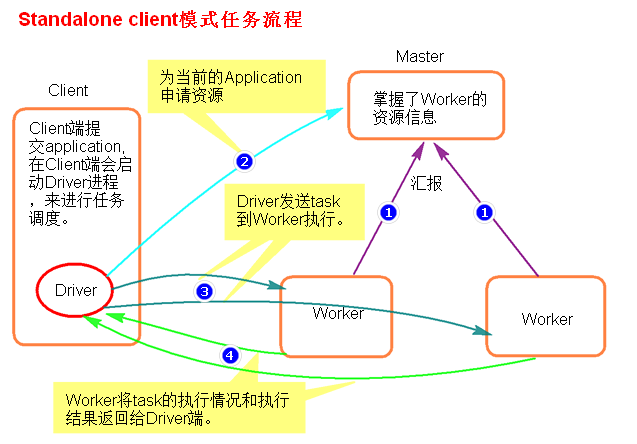 Standalone client模式任务流程
Master
Client
为当前的Application
申请资源
掌握了Worker的
资源信息
Client端提
交application,
在Client端会启
动Driver进程
，来进行任务
调度。
2
汇报
1
1
Driver发送task
到Worker执行。
Driver
3
Worker
Worker
4
Worker将task的执行情况和执行
结果返回给Driver端。